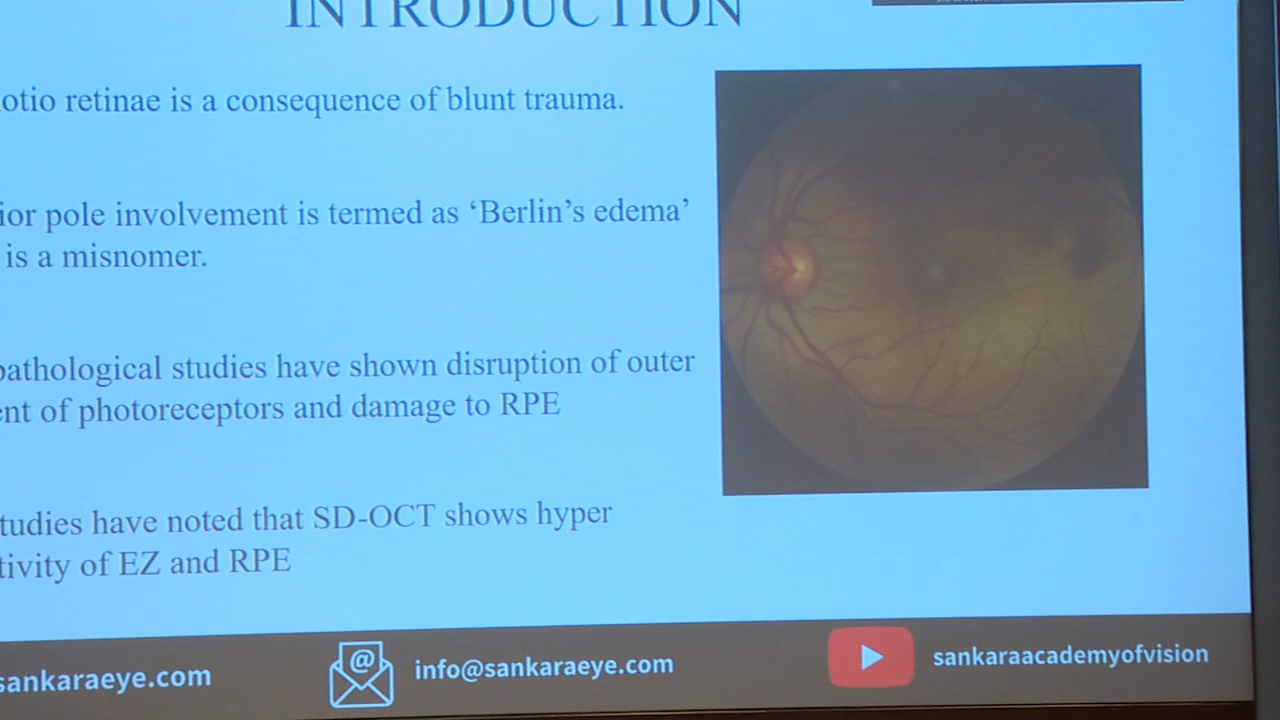 INTRODUCTION
otio retinae is a consequence of blunt trauma.
ior pole involvement is termed as ‘Berlin’s edema’
is a misnomer.
pathological studies have shown disruption of outer
ent of photoreceptors and damage to RPE
tudies have noted that SD-OCT shows hyper
tivity of EZ and RPE
sankaraeye.com
info@sankaraeye.com
sankaraacademyofvision